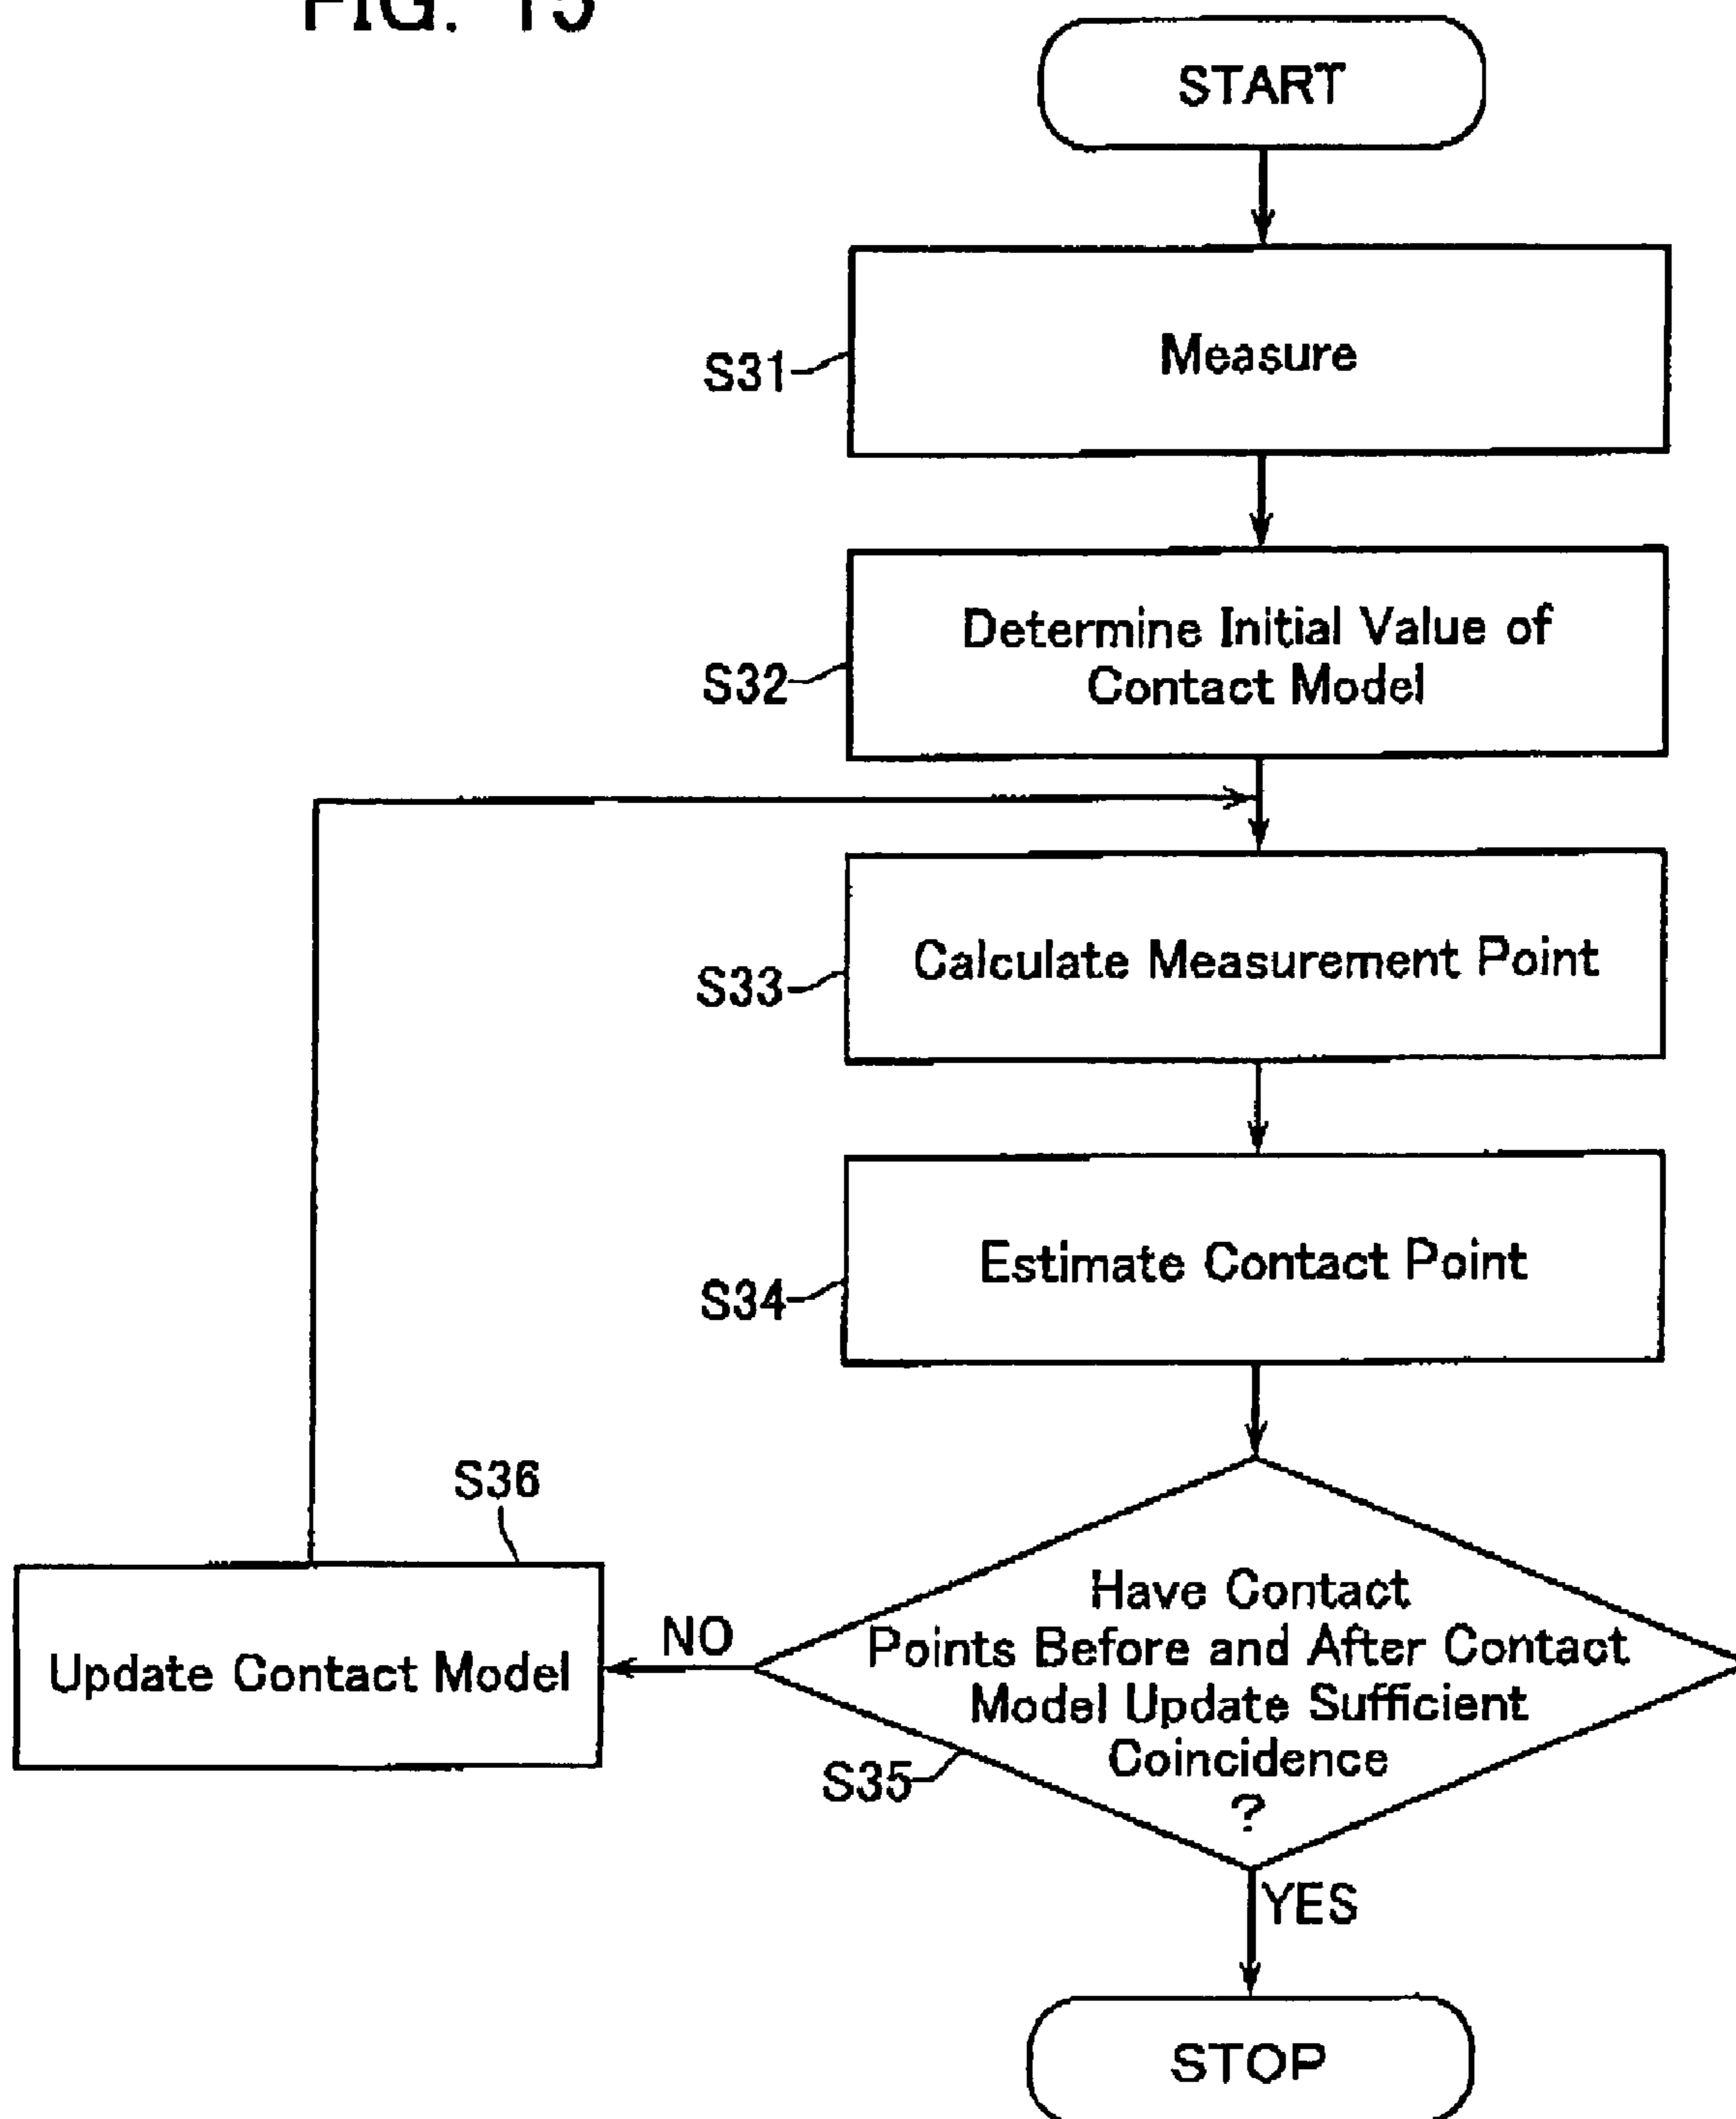 FIG. 15
START
S31
Measure
S32
Determine Initial Value of
Contact Model
S33
Calculate Measurement Point
S34
Estimate Contact Point
S36
Update Contact Model
NO
Have Contact
Points Before and After Contact
Model Update Sufficient
Coincidence
?
S35
YES
STOP